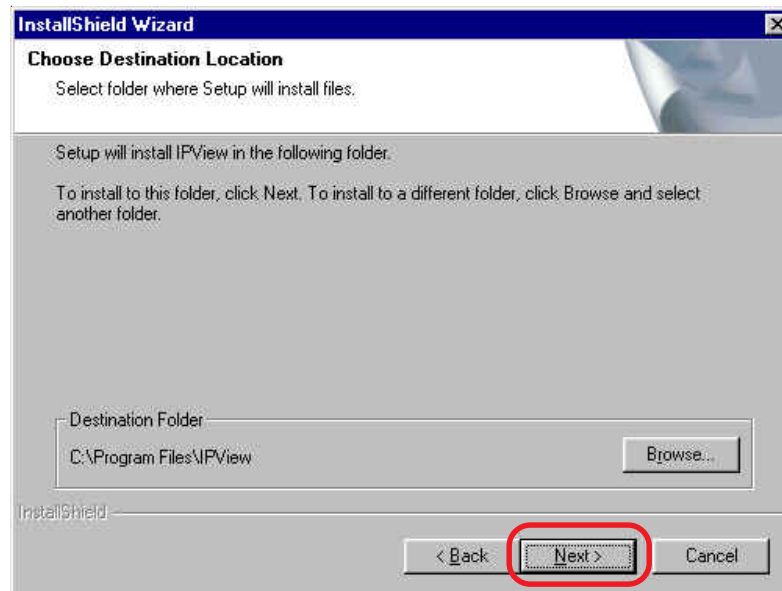 InstallShield Wizard
Choose Destination Location
Select folder where Setup will install files.
Setup will install IPView in the following folder.
To install to this folder, click Next. To install to a different folder, click Browse and select
another folder.
Destination Folder
C:\Program Files\IPView
Browse...
InstallShield
< Back
Next >
Cancel